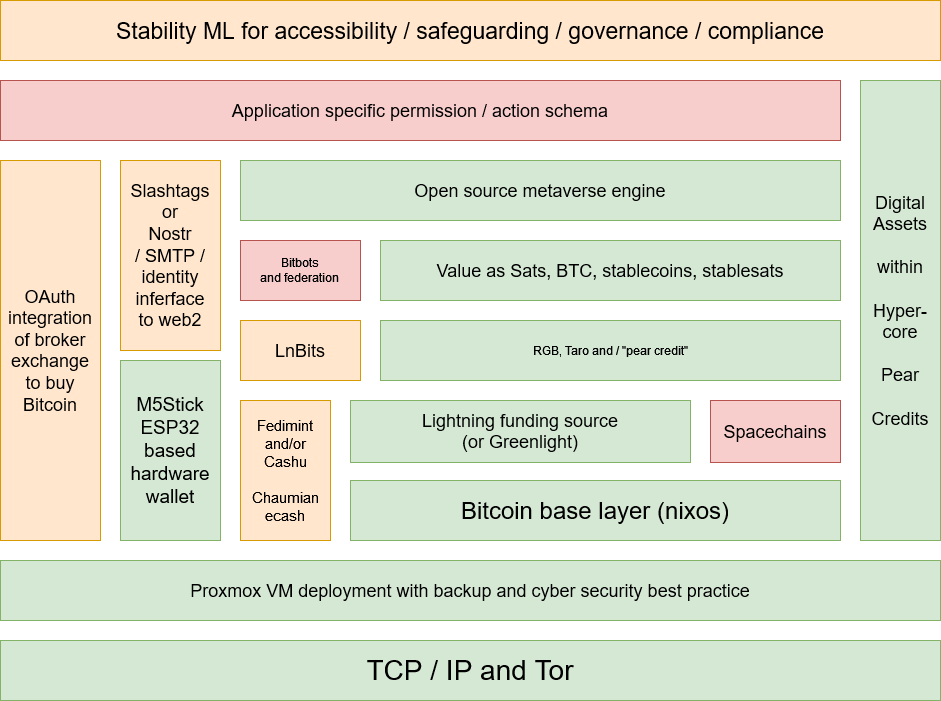 Stability ML for accessibility / safeguarding / governance / compliance
Application specific permission / action schema
OAuth
integration
of broker
exchange
to buy
Bitcoin
Slashtags
or
Nostr
/ SMTP /
identity
inferface
to web2
M5Stick
ESP32
based
hardware
wallet
Open source metaverse engine
Bitbots
and federation
Value as Sats, BTC, stablecoins, stablesats
LnBits
RGB, Taro and / "pear credit"
Fedimint
and/or
Cashu
Chaumian
ecash
Lightning funding source
(or Greenlight)
Spacechains
Bitcoin base layer (nixos)
Digital
Assets
within
Hyper-
core
Pear
Credits
Proxmox VM deployment with backup and cyber security best practice
TCP / IP and Tor